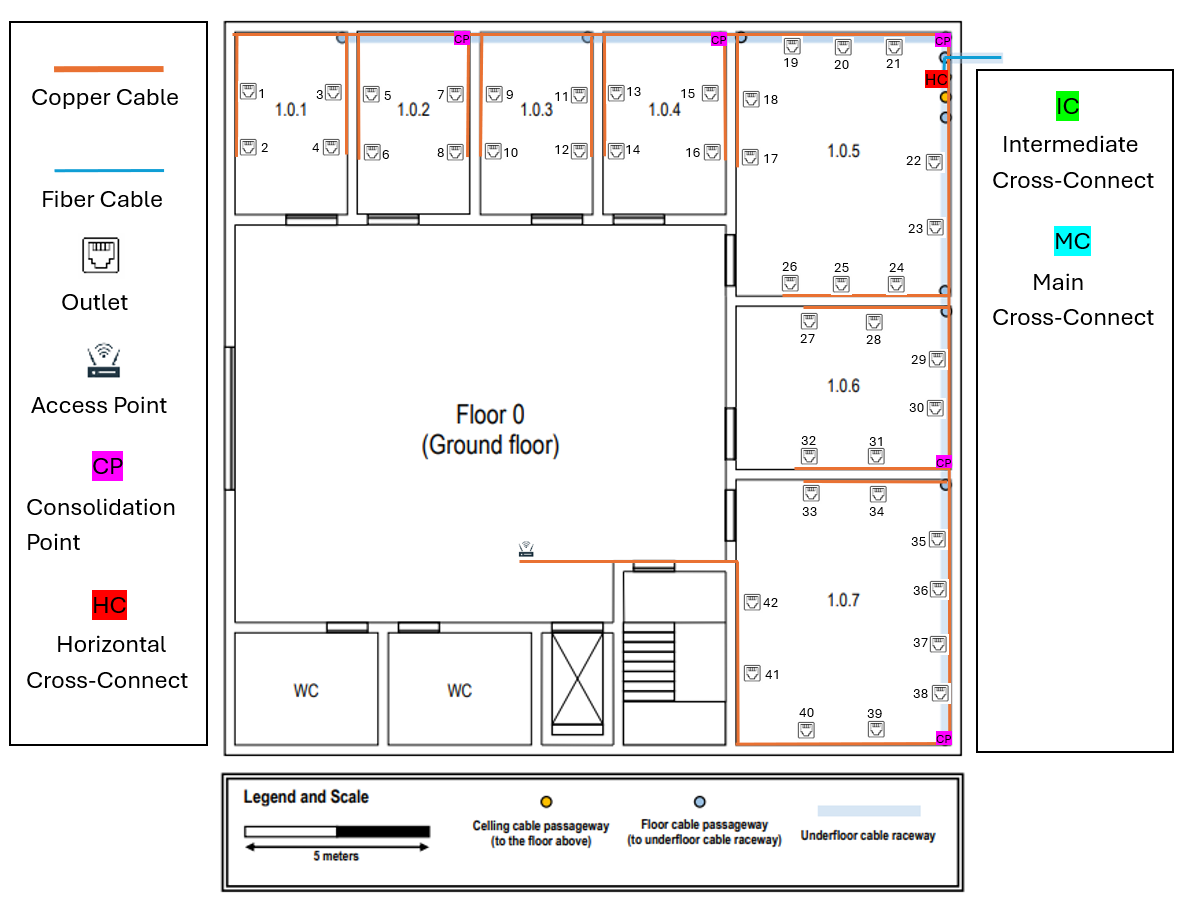 Copper Cable
Fiber Cable
Outlet
Access Point
CP
Consolidation
Point
HC
Horizontal
Cross-Connect
CP
CP
CP
19
20
21
HC
1
3
5
7
9
11
13
15
18
1.0.1
1.0.2
1.0.3
1.0.4
1.0.5
2
4
6
8
10
12
14
16
17
22
23
26
25
24
27
28
29
1.0.6
30
32
31
CP
Floor 0
(Ground floor)
33
34
35
36
42
1.0.7
37
41
38
40
39
CP
WC
WC
IC
Intermediate
Cross-Connect
MC
Main
Cross-Connect
Legend and Scale
5 meters
Celling cable passageway
(to the floor above)
Floor cable passageway
(to underfloor cable raceway)
Underfloor cable raceway